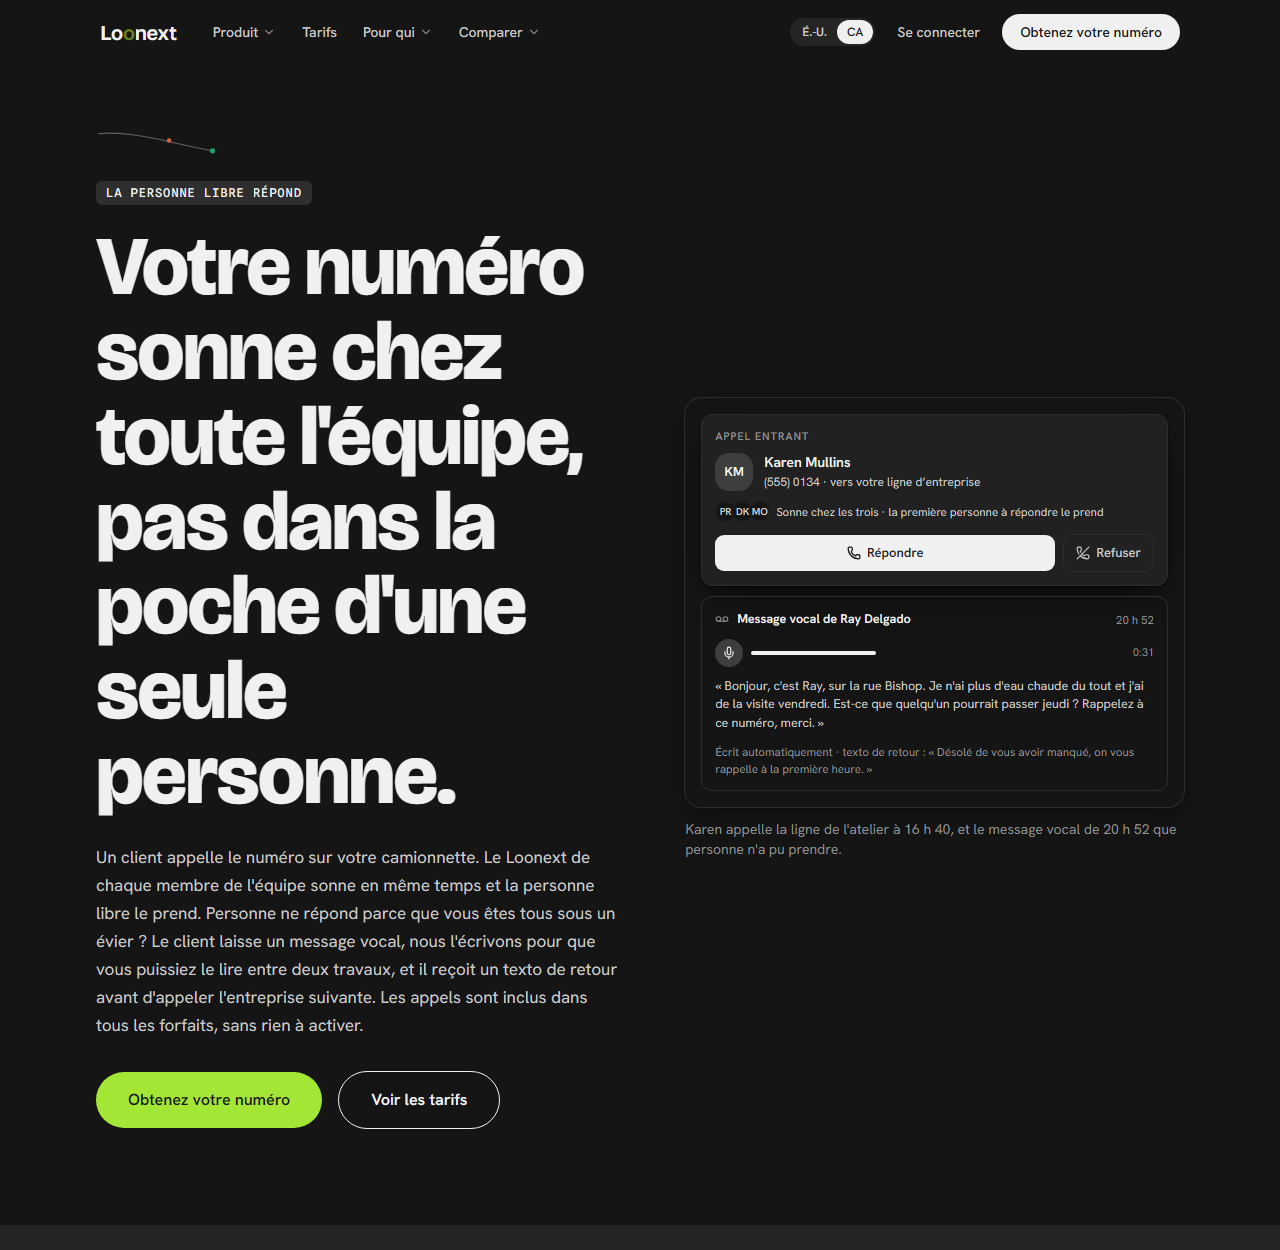 Loonext
Produit
Tarifs
Pour qui
Comparer
É.-U.
CA
Se connecter
Obtenez votre numéro
LA PERSONNE LIBRE RÉPOND
Votre numéro
sonne chez
toute l'équipe,
pas dans la
poche d'une
seule
personne.
Un client appelle le numéro sur votre camionnette. Le Loonext de
chaque membre de l'équipe sonne en même temps et la personne
libre le prend. Personne ne répond parce que vous êtes tous sous un
évier ? Le client laisse un message vocal, nous l'écrivons pour que
vous puissiez le lire entre deux travaux, et il reçoit un texto de retour
avant d'appeler l'entreprise suivante. Les appels sont inclus dans
tous les forfaits, sans rien à activer.
Obtenez votre numéro
Voir les tarifs
APPEL ENTRANT
KM
Karen Mullins
(555) 0134 · vers votre ligne d’entreprise
PR DK MO Sonne chez les trois · la première personne à répondre le prend
Répondre
Refuser
Message vocal de Ray Delgado
20 h 52
0:31
« Bonjour, c'est Ray, sur la rue Bishop. Je n'ai plus d'eau chaude du tout et j'ai
de la visite vendredi. Est-ce que quelqu'un pourrait passer jeudi ? Rappelez à
ce numéro, merci. »
Écrit automatiquement · texto de retour : « Désolé de vous avoir manqué, on vous
rappelle à la première heure. »
Karen appelle la ligne de l'atelier à 16 h 40, et le message vocal de 20 h 52 que
personne n'a pu prendre.